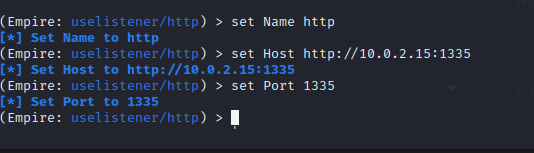 (Empire: uselistener/http) > set Name http
[*] Set Name to http
(Empire: uselistener/http) > set Host http://10.0.2.15:1335
[*] Set Host to http://10.0.2.15:1335
(Empire: uselistener/http) > set Port 1335
[*] Set Port to 1335
(Empire: uselistener/http) >